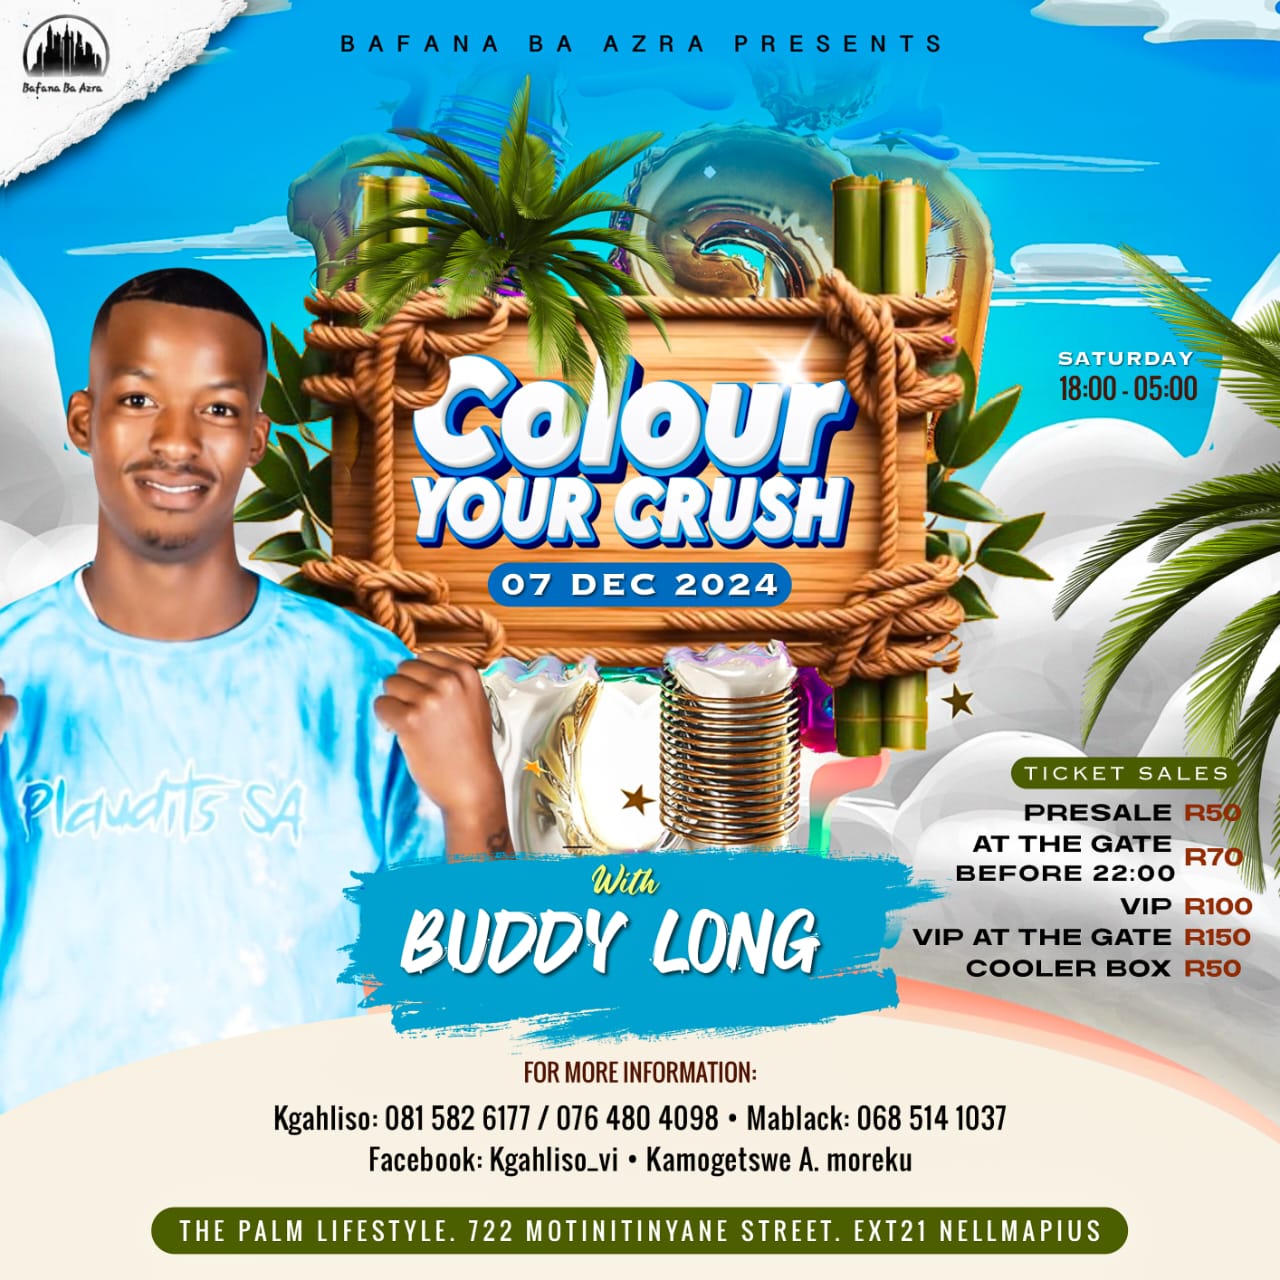 Bafana Ba Azra
BAFANA BA AZRA PRESENTS
SATURDAY
18:00 - 05:00
Colour
YOUR CRUSH
07 DEC 2024
Plaudits SA
TICKET SALES
PRESALE R50
AT THE GATE
BEFORE 22:00 R70
VIP R100
VIP AT THE GATE R150
COOLER BOX R50
With
BUDDY LONG
FOR MORE INFORMATION:
Kgahliso: 081 582 6177 / 076 480 4098 • Mablack: 068 514 1037
Facebook: Kgahliso_vi • Kamogetswe A. moreku
THE PALM LIFESTYLE. 722 MOTINITINYANE STREET. EXT21 NELLMAPIUS